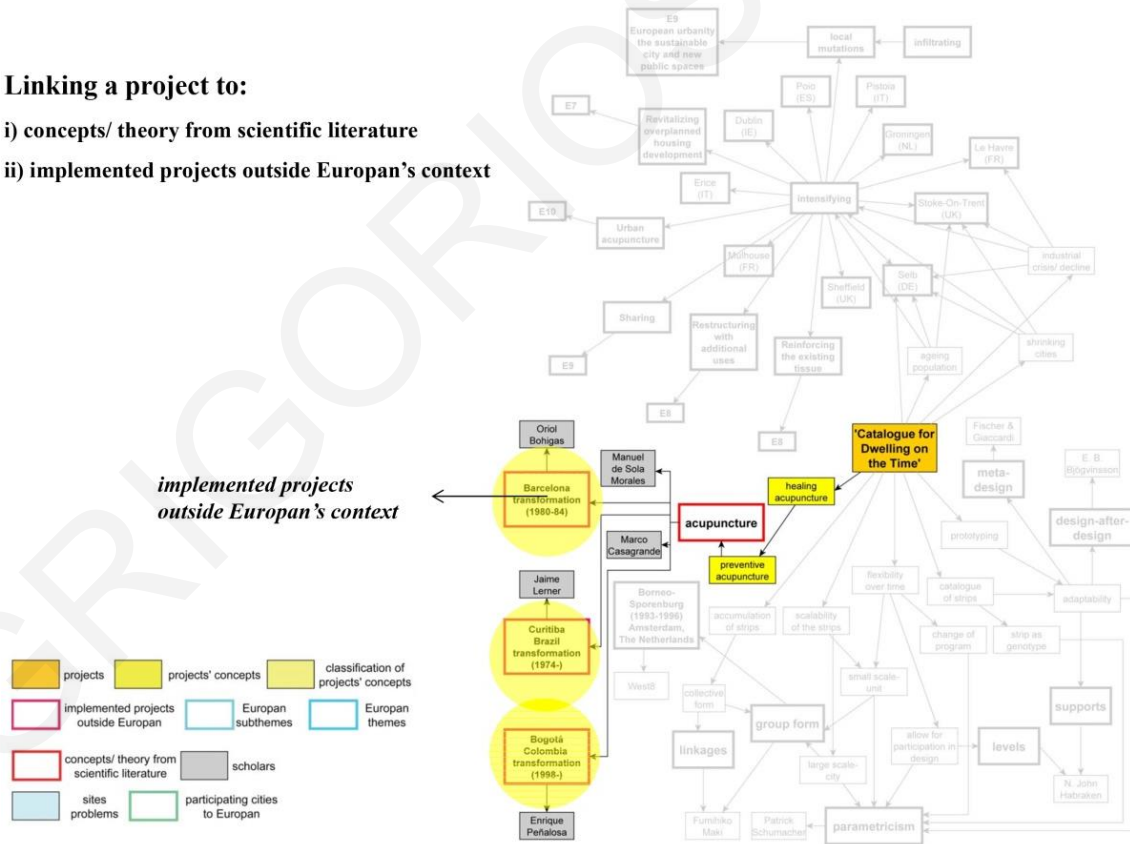 Linking a project to:
i) concepts/ theory from scientific literature
ii) implemented projects outside Europan's context
E9
European urbanity
the sustainable
city and new
public spaces
local
mutations
infiltrating
Poio
(ES)
Pistoia
(IT)
E7
Revitalizing
overplanned
housing
development
Dublin
(IE)
Groningen
(NL)
Le Havre
(FR)
Erice
(IT)
intensifying
Stoke-On-Trent
(UK)
E10
Urban
acupuncture
Mulhouse
(FR)
industrial
crisis/ decline
Selb
(DE)
Sheffield
(UK)
Sharing
Restructuring
with
additional
uses
Reinforcing
the existing
tissue
ageing
population
shrinking
cities
E9
E8
E8
Oriol
Bohigas
Manuel
de Sola
Morales
'Catalogue for
Dwelling on
the Time'
Fischer &
Giaccardi
E. B.
Björgvinsson
implemented projects
outside Europan's context
Barcelona
transformation
(1980-84)
healing
acupuncture
meta-
design
acupuncture
design-after-
design
Marco
Casagrande
preventive
acupuncture
prototyping
Jaime
Lerner
Borneo-
Sporenburg
(1993-1996)
Amsterdam,
The Netherlands
flexibility
over time
catalogue
of strips
adaptability
accumulation
of strips
scalability
of the strips
Curitiba
Brazil
transformation
(1974-)
change of
program
strip as
genotype
West8
collective
form
small scale-
unit
supports
group form
Bogotá
Colombia
transformation
(1998-)
linkages
large scale-
city
allow for
participation in
design
levels
N. John
Habraken
Enrique
Peñalosa
Fumihiko
Maki
Patrick
Schumacher
parametricism
projects
projects' concepts
classification of
projects' concepts
implemented projects
outside Europan
Europan
subthemes
Europan
themes
concepts/ theory from
scientific literature
scholars
sites
problems
participating cities
to Europan